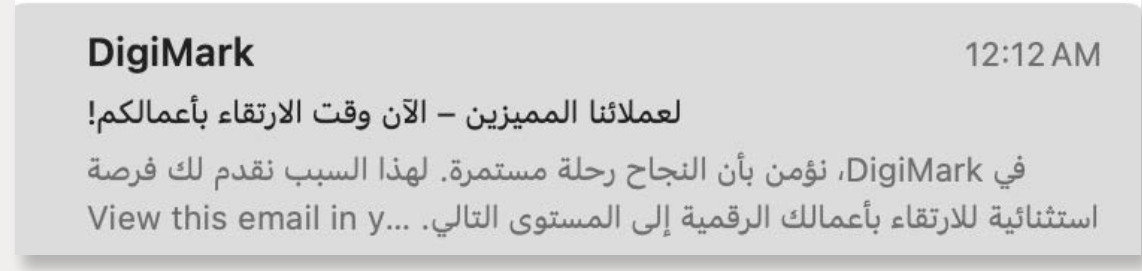 DigiMark
12:12 AM
لعملائنا المميزين – الآن وقت الارتقاء بأعمالكم!
في DigiMark، نؤمن بأن النجاح رحلة مستمرة. لهذا السبب نقدم لك فرصة
استثنائية للارتقاء بأعمالك الرقمية إلى المستوى التالي. View this email in y...